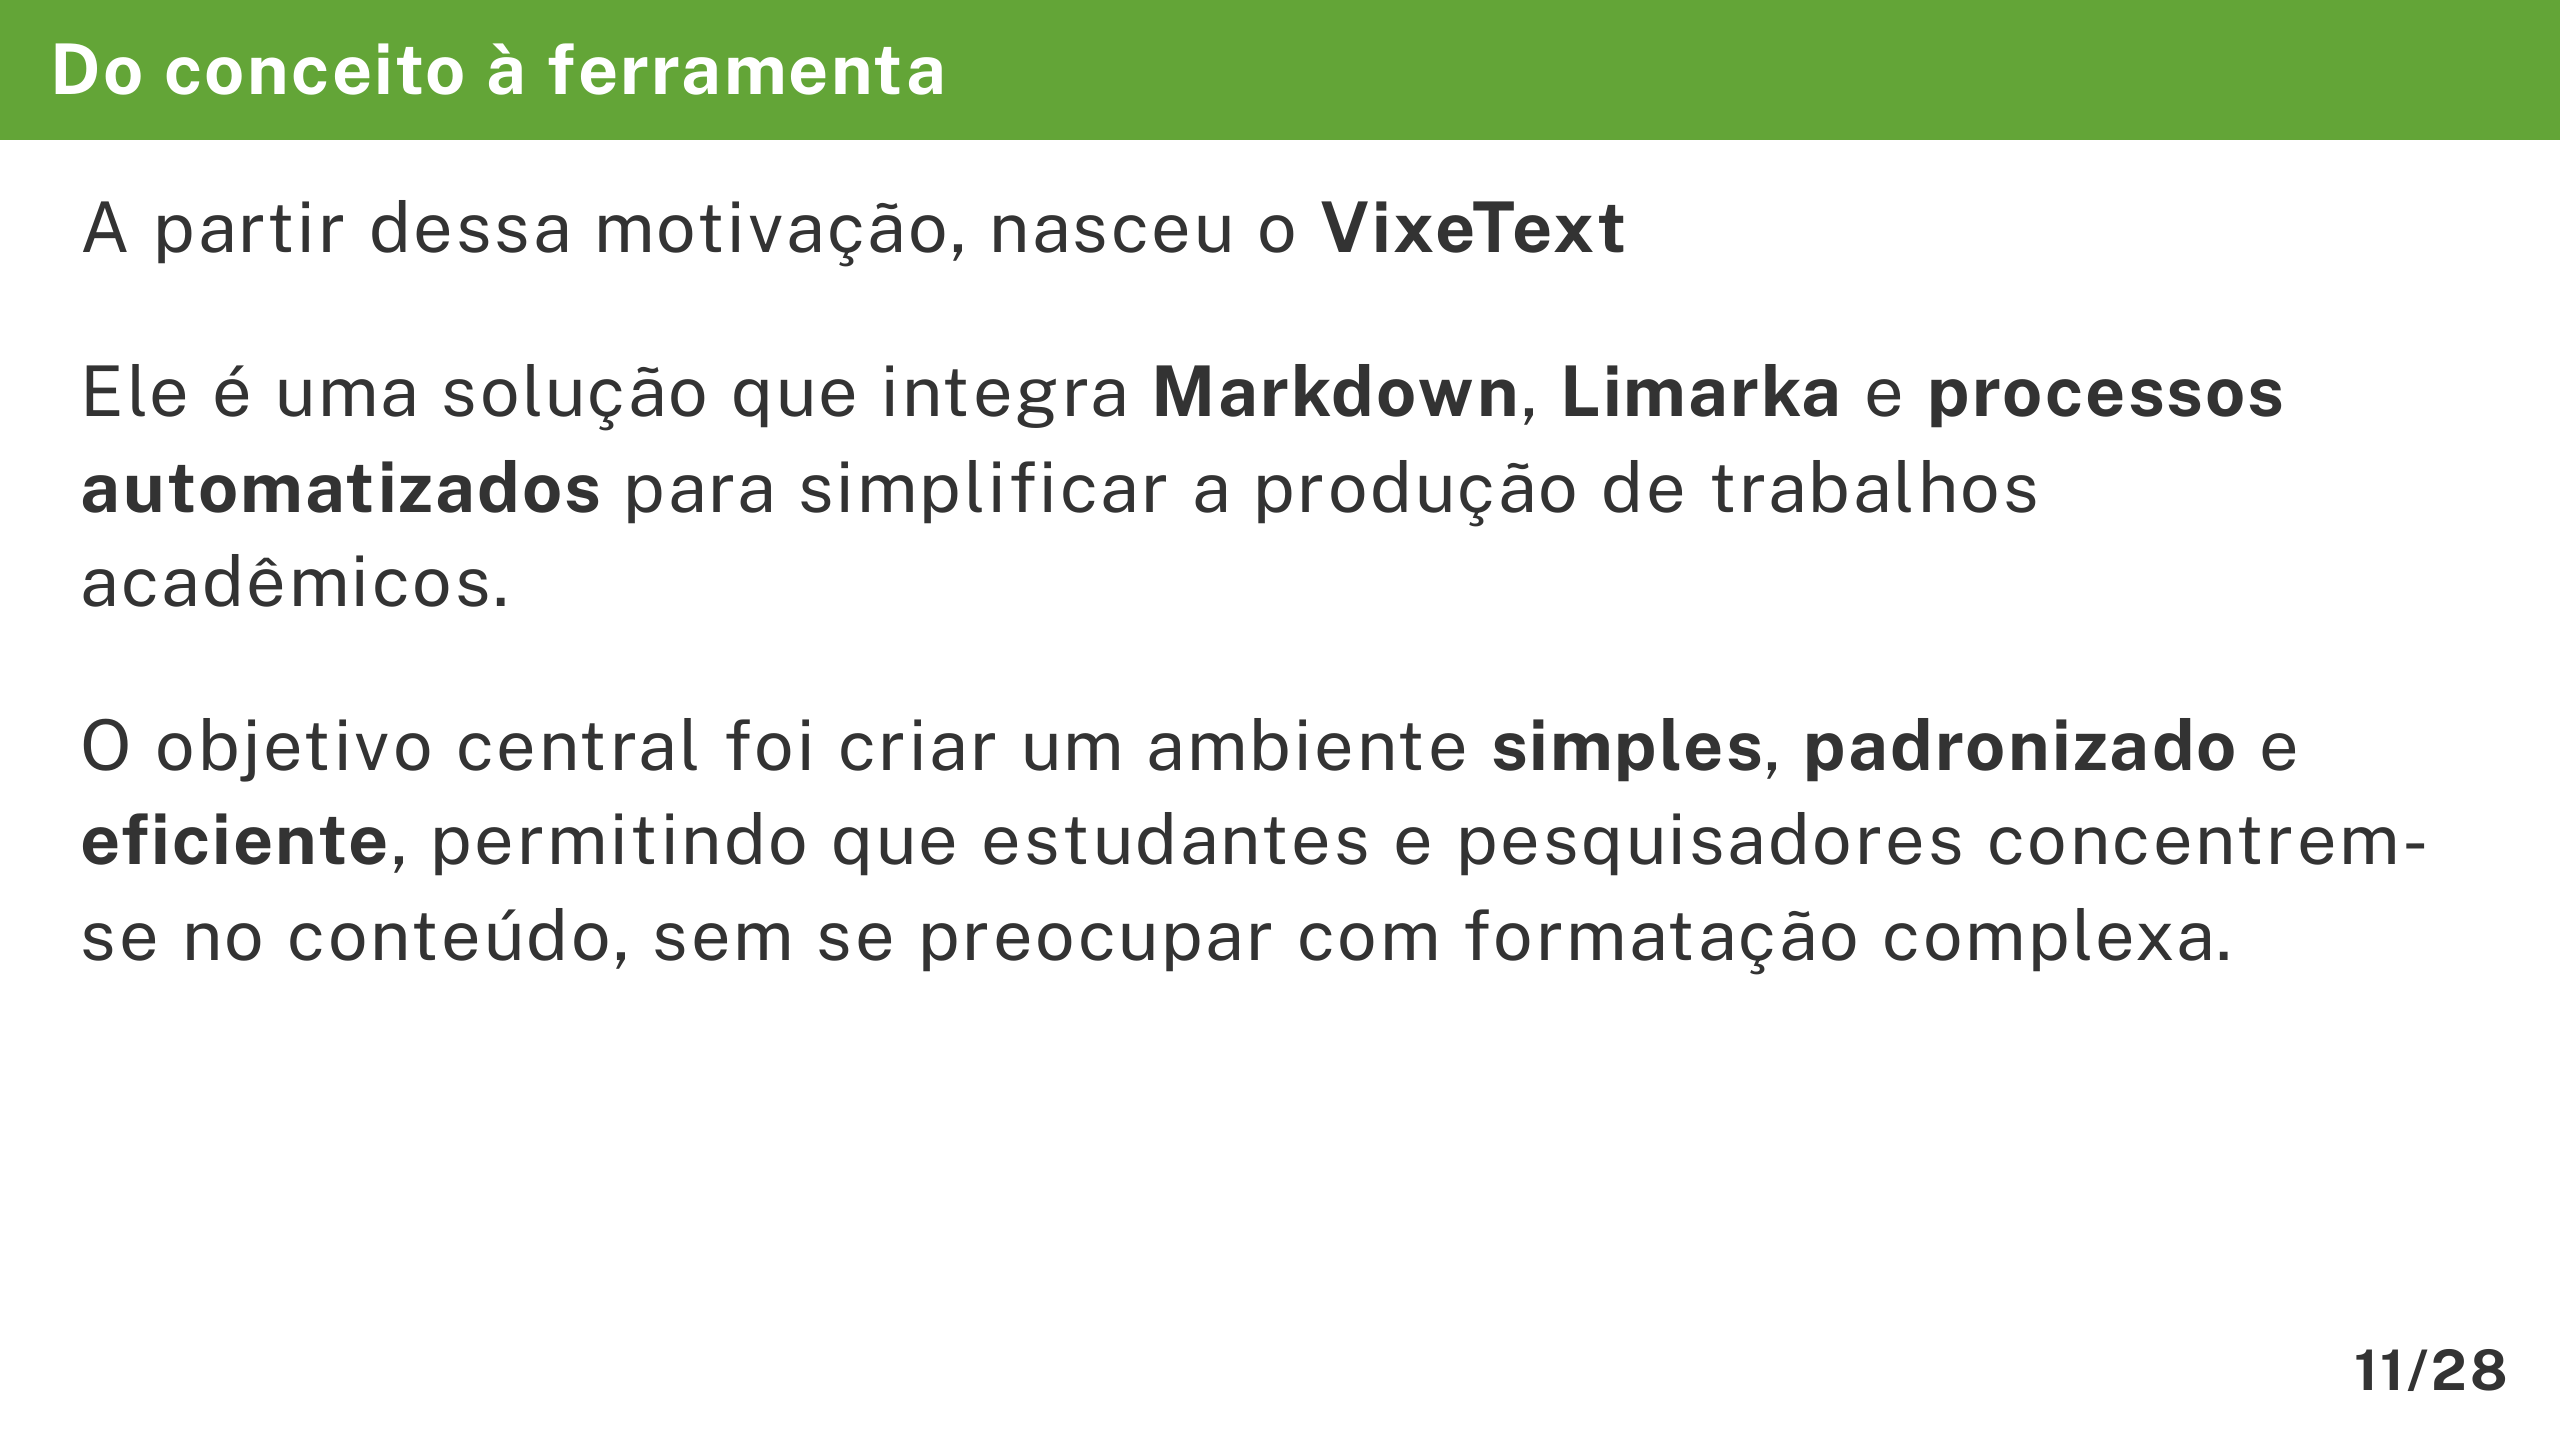 Do conceito à ferramenta
A partir dessa motivação, nasceu o VixeText
Ele é uma solução que integra Markdown, Limarka e processos
automatizados para simplificar a produção de trabalhos
acadêmicos.
O objetivo central foi criar um ambiente simples, padronizado e
eficiente, permitindo que estudantes e pesquisadores concentrem-
se no conteúdo, sem se preocupar com formatação complexa.
11/28